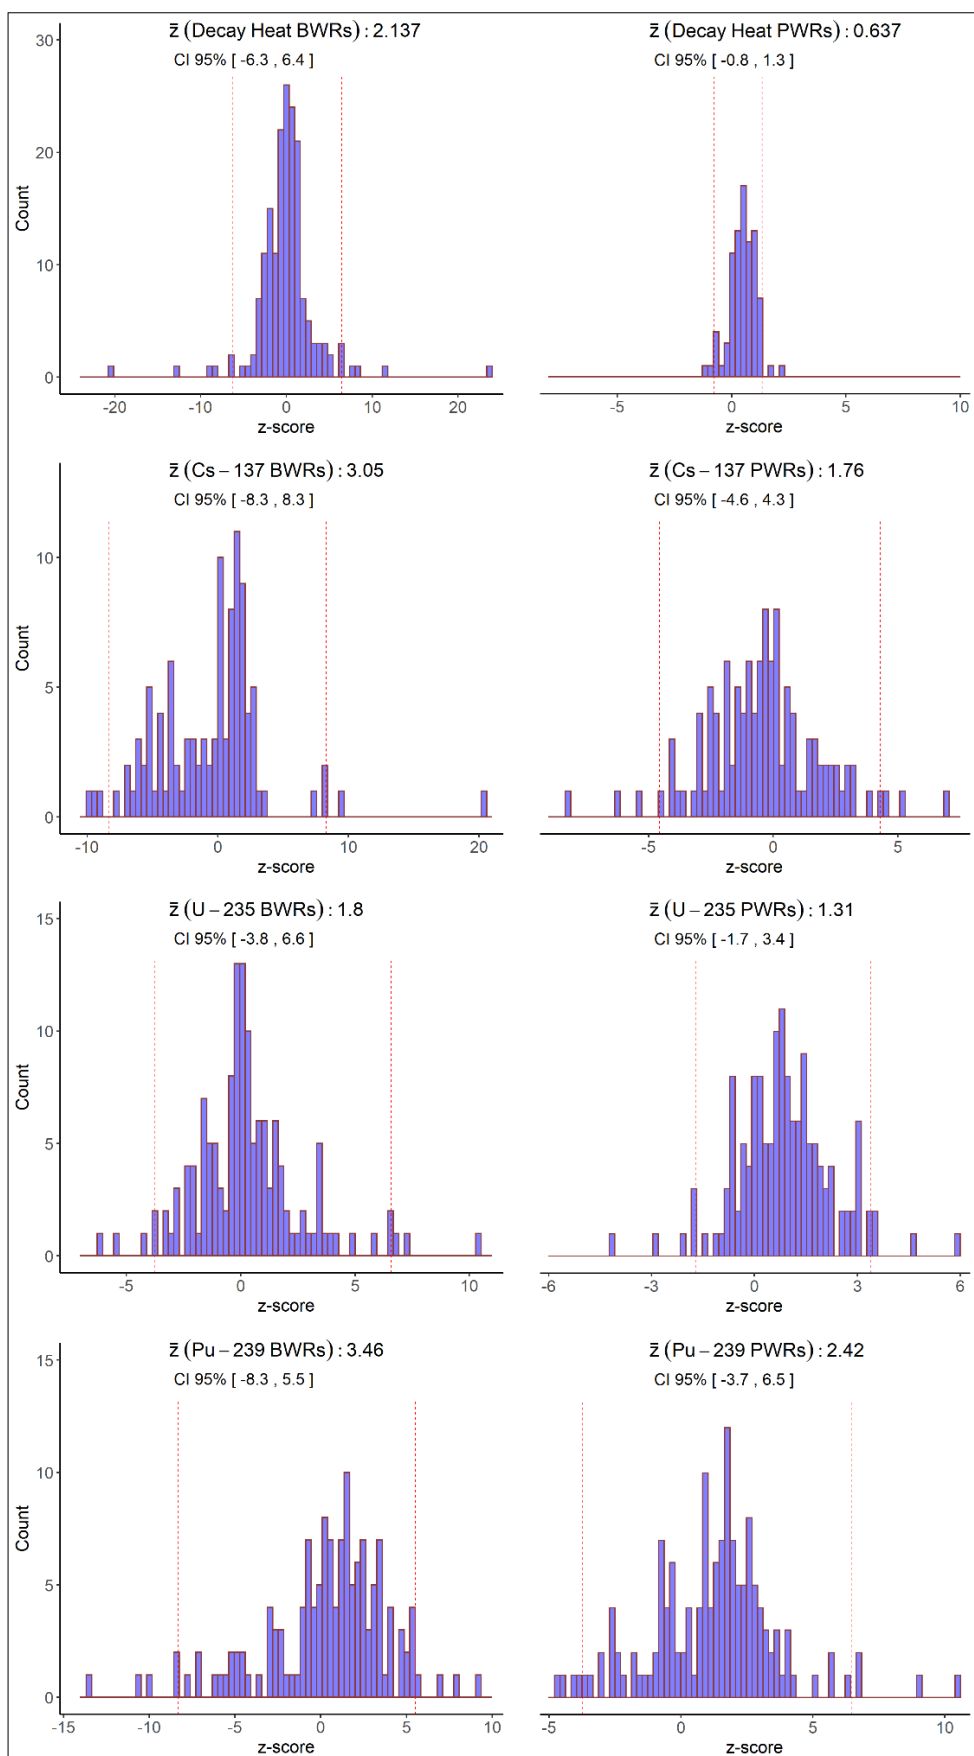 z̄ (Decay Heat BWRs) : 2.137
CI 95% [ -6.3 , 6.4 ]
30
20
10
0
Count
-20 -10 0 10 20
z-score
z̄ (Decay Heat PWRs) : 0.637
CI 95% [ -0.8 , 1.3 ]
-5 0 5 10
z-score
z̄ (Cs – 137 BWRs) : 3.05
CI 95% [ -8.3 , 8.3 ]
10
5
0
Count
-10 0 10 20
z-score
z̄ (Cs – 137 PWRs) : 1.76
CI 95% [ -4.6 , 4.3 ]
-5 0 5
z-score
z̄ (U – 235 BWRs) : 1.8
CI 95% [ -3.8 , 6.6 ]
15
10
5
0
Count
-5 0 5 10
z-score
z̄ (U – 235 PWRs) : 1.31
CI 95% [ -1.7 , 3.4 ]
-6 -3 0 3 6
z-score
z̄ (Pu – 239 BWRs) : 3.46
CI 95% [ -8.3 , 5.5 ]
15
10
5
0
Count
-15 -10 -5 0 5 10
z-score
z̄ (Pu – 239 PWRs) : 2.42
CI 95% [ -3.7 , 6.5 ]
-5 0 5 10
z-score